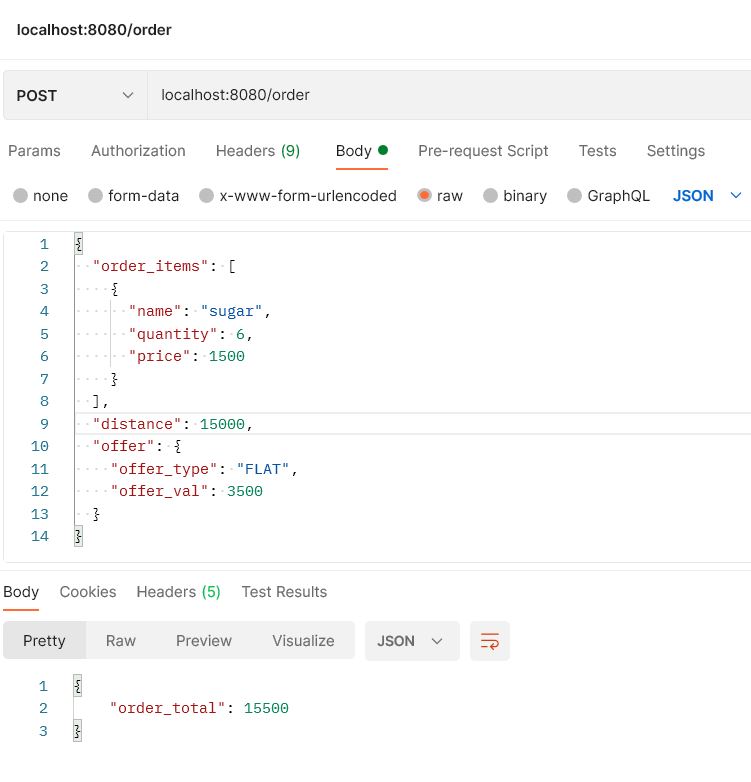 localhost:8080/order
POST localhost:8080/order
Params Authorization Headers (9) Body Pre-request Script Tests Settings
none form-data x-www-form-urlencoded raw binary GraphQL JSON
1 {
2 "order_items": [
3 {
4 "name": "sugar",
5 "quantity": 6,
6 "price": 1500
7 }
8 ],
9 "distance": 15000,
10 "offer": {
11 "offer_type": "FLAT",
12 "offer_val": 3500
13 }
14 }
Body Cookies Headers (5) Test Results
Pretty Raw Preview Visualize JSON
1 {
2 "order_total": 15500
3 }